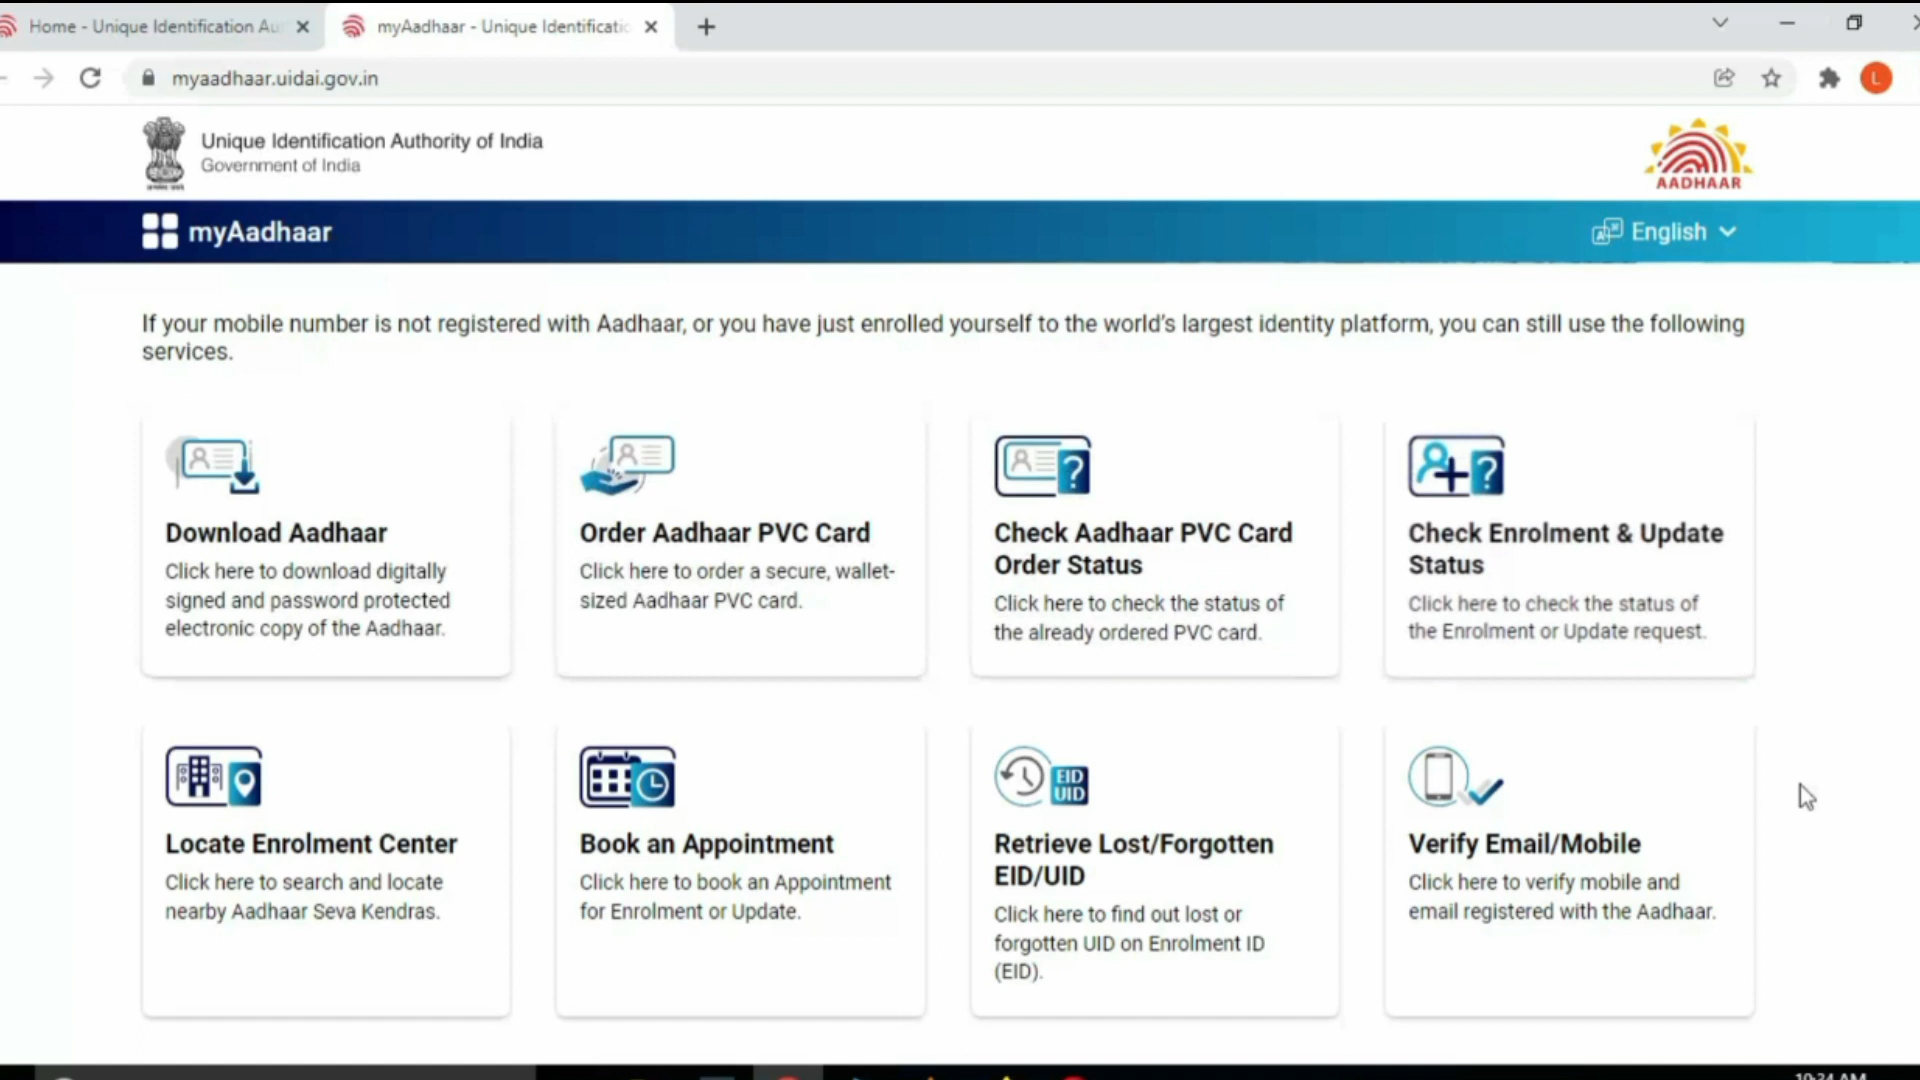 Home - Unique Identification Au
myAadhaar - Unique Identificatic
myaadhaar.uidai.gov.in
L
Unique Identification Authority of India
Government of India
AADHAAR
myAadhaar
English
If your mobile number is not registered with Aadhaar, or you have just enrolled yourself to the world's largest identity platform, you can still use the following
services.
Download Aadhaar
Click here to download digitally
signed and password protected
electronic copy of the Aadhaar.
Order Aadhaar PVC Card
Click here to order a secure, wallet-
sized Aadhaar PVC card.
Check Aadhaar PVC Card
Order Status
Click here to check the status of
the already ordered PVC card.
Check Enrolment & Update
Status
Click here to check the status of
the Enrolment or Update request.
Locate Enrolment Center
Click here to search and locate
nearby Aadhaar Seva Kendras.
Book an Appointment
Click here to book an Appointment
for Enrolment or Update.
EID
UID
Retrieve Lost/Forgotten
EID/UID
Click here to find out lost or
forgotten UID on Enrolment ID
(EID).
Verify Email/Mobile
Click here to verify mobile and
email registered with the Aadhaar.
10:34 AM